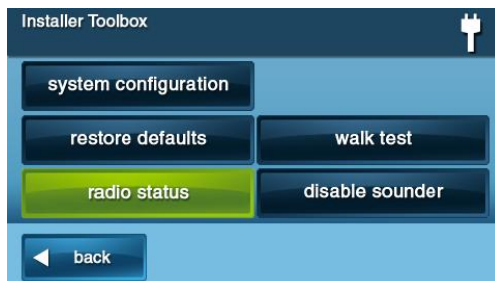 Installer Toolbox
system configuration
restore defaults
walk test
radio status
disable sounder
back